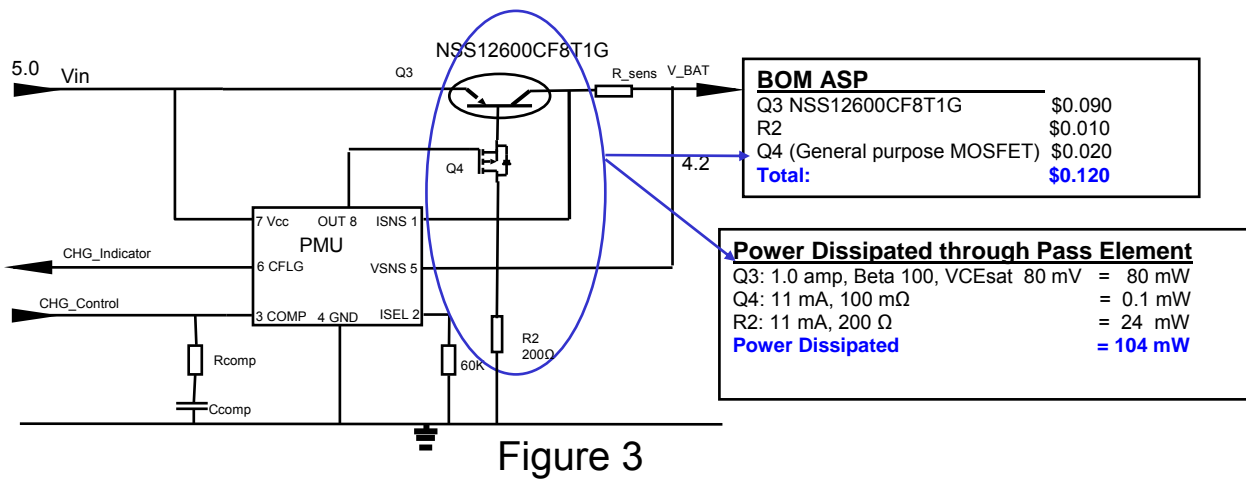 NSS12600CF8T1G
5.0 Vin
Q3
R_sens
V_BAT
BOM ASP
Q3 NSS12600CF8T1G $0.090
R2 $0.010
Q4 (General purpose MOSFET) $0.020
Total: $0.120
Q4
4.2
7 Vcc OUT 8 ISNS 1
PMU
CHG_Indicator
6 CFLG VSNS 5
CHG_Control
3 COMP 4 GND ISEL 2
Power Dissipated through Pass Element
Q3: 1.0 amp, Beta 100, VCEsat 80 mV = 80 mW
Q4: 11 mA, 100 mΩ = 0.1 mW
R2: 11 mA, 200 Ω = 24 mW
Power Dissipated = 104 mW
R2
200Ω
Rcomp
60K
Ccomp
Figure 3